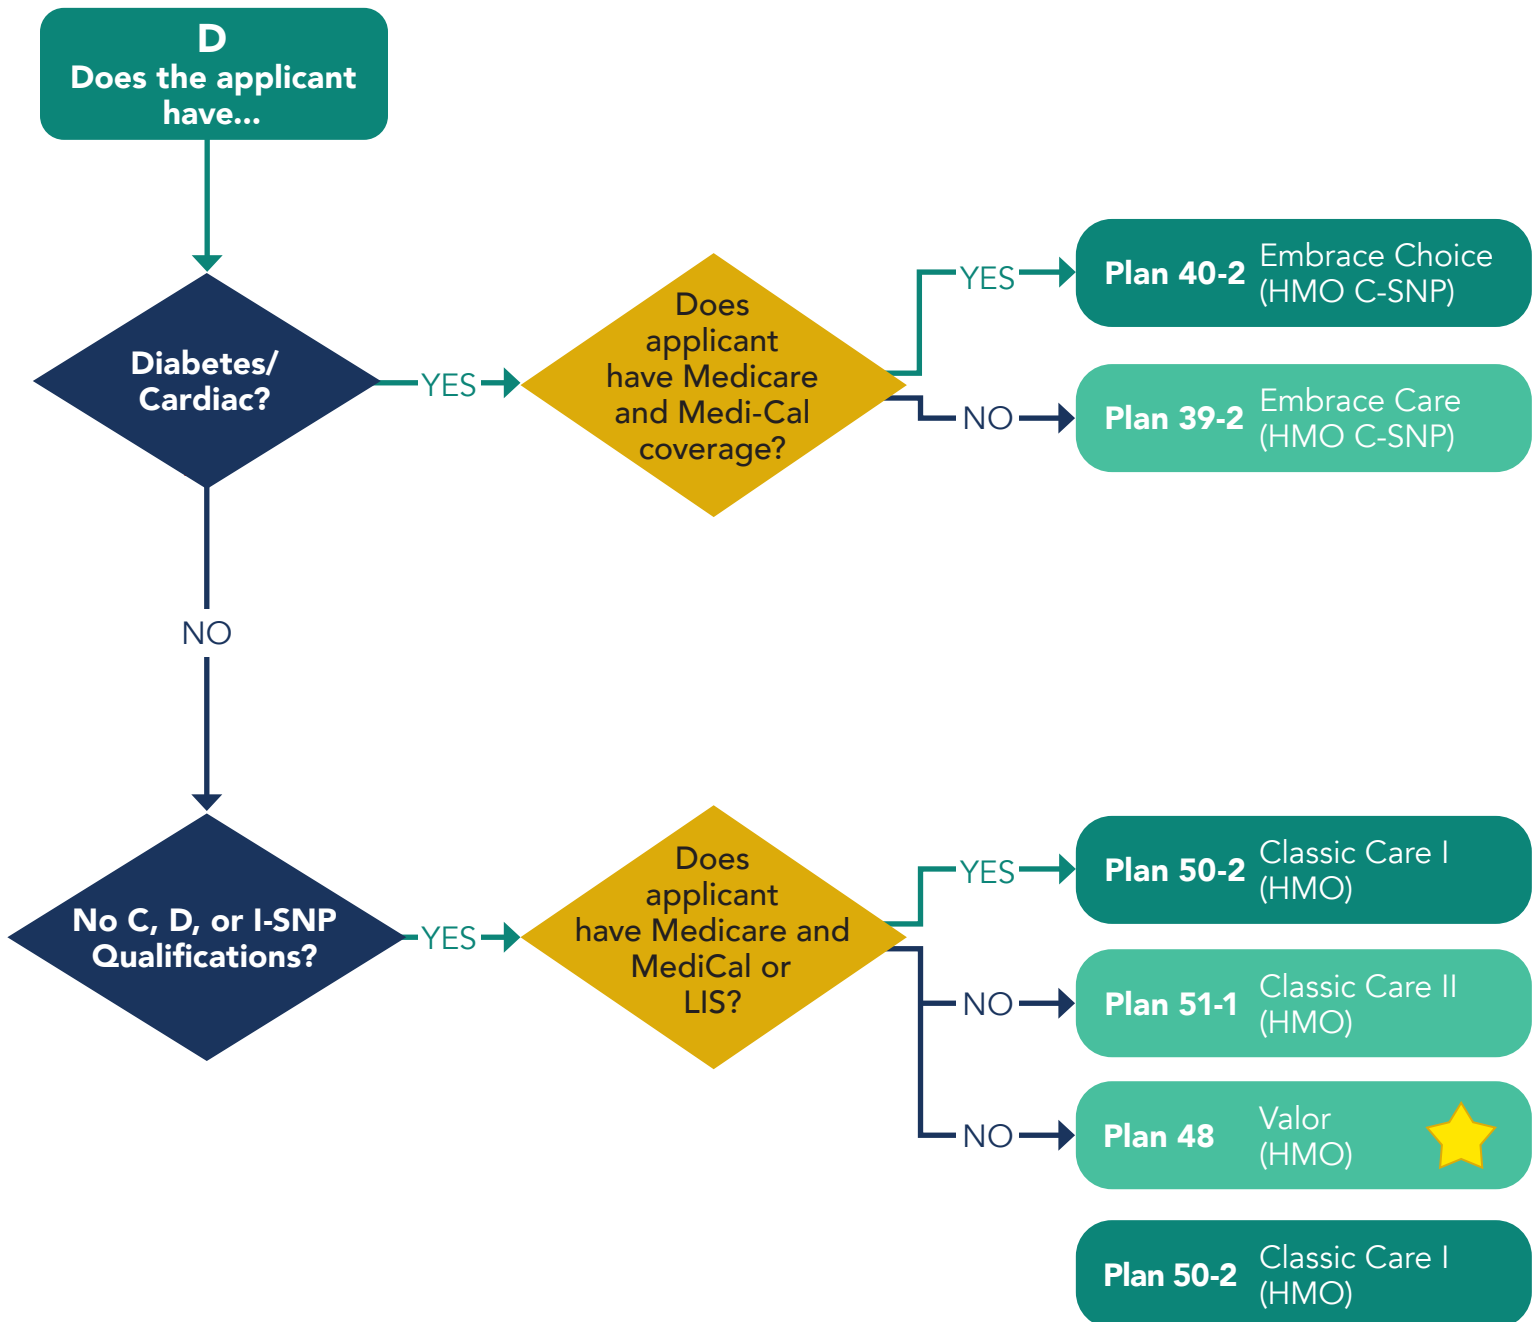 D
Does the applicant
have...
Diabetes/
Cardiac?
YES
Does
applicant
have Medicare
and Medi-Cal
coverage?
YES
Plan 40-2 Embrace Choice
(HMO C-SNP)
NO
Plan 39-2 Embrace Care
(HMO C-SNP)
NO
No C, D, or I-SNP
Qualifications?
YES
Does
applicant
have Medicare and
MediCal or
LIS?
YES
Plan 50-2 Classic Care I
(HMO)
NO
Plan 51-1 Classic Care II
(HMO)
NO
Plan 48 Valor
(HMO)
Plan 50-2 Classic Care I
(HMO)